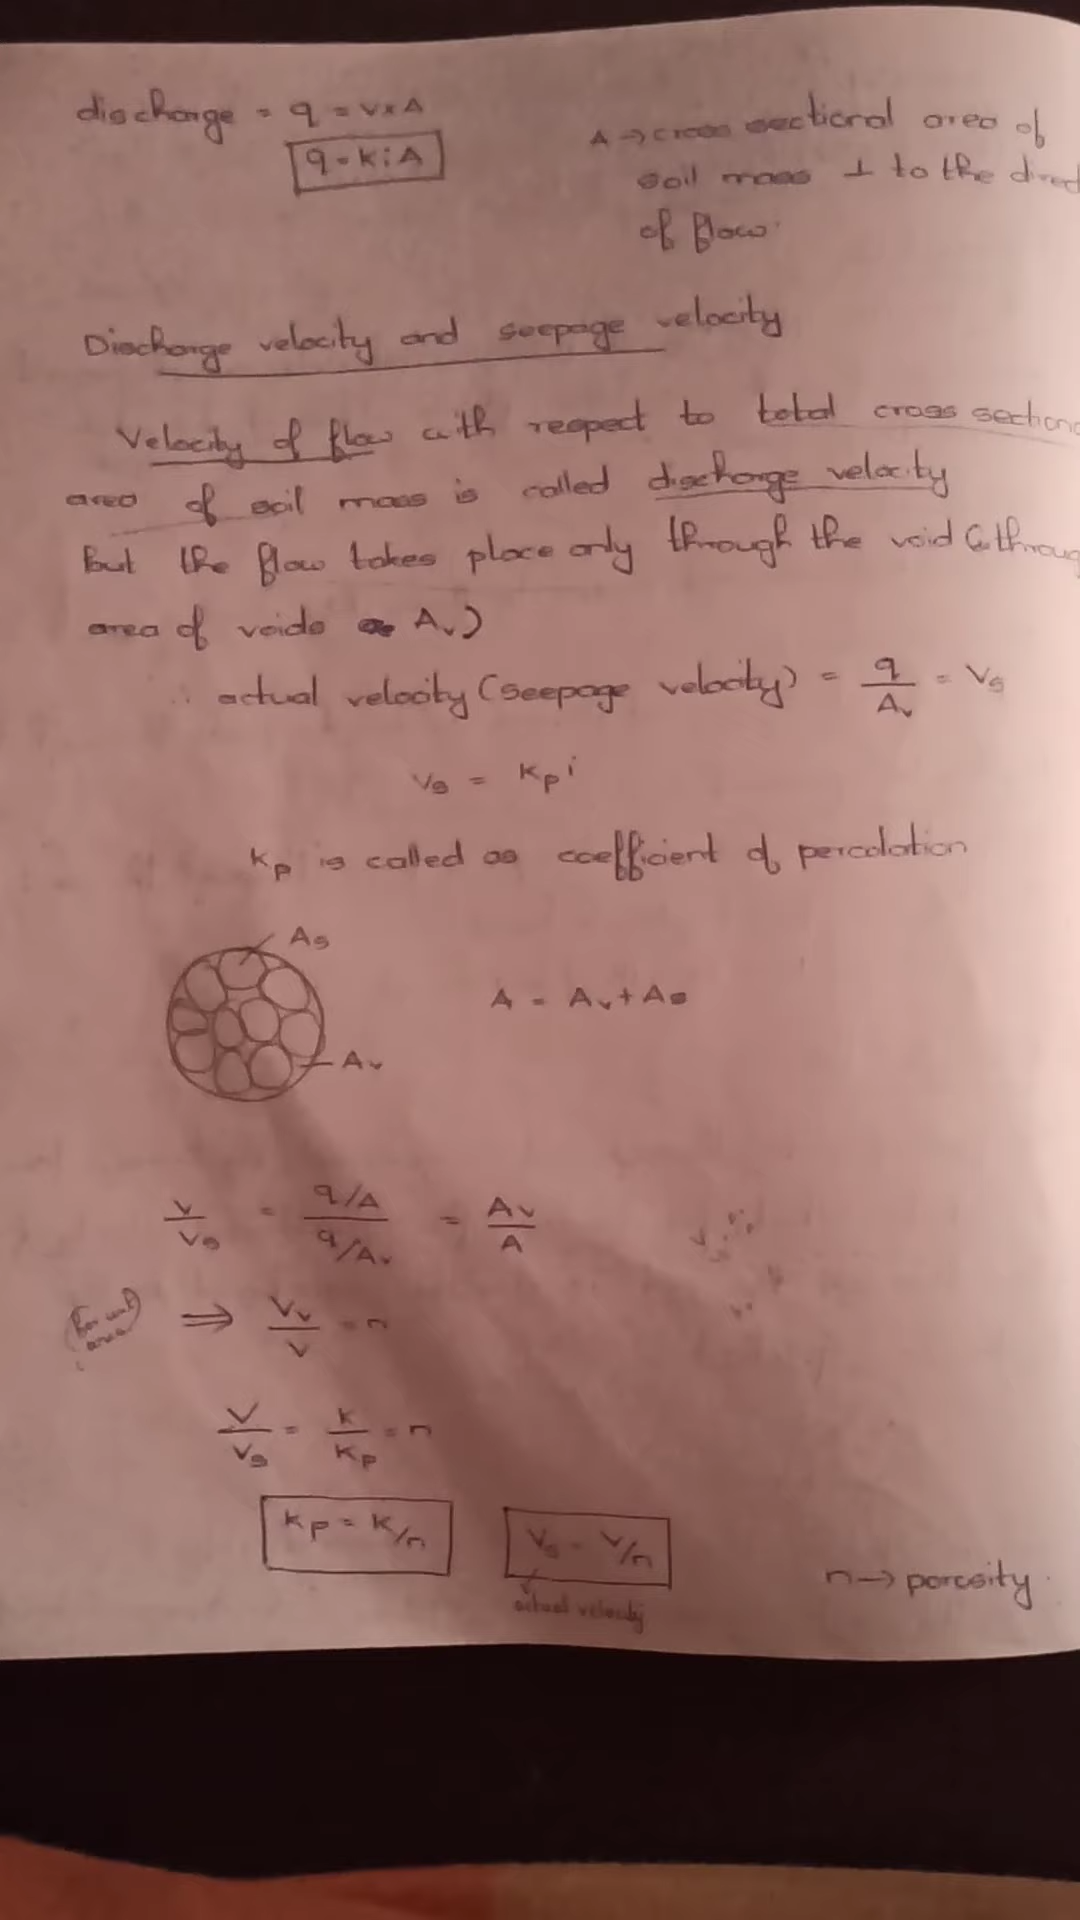 discharge = q = v×A
q = kiA
A → cross sectional area of
soil mass ⊥ to the direct
of flow.
Discharge velocity and seepage velocity
Velocity of flow with respect to total cross section
area of soil mass is called discharge velocity
But the flow takes place only through the void (
area of voids Av)
∴ actual velocity (seepage velocity) = q/Av = Vs
Vs = Kp i
Kp is called as coefficient of percolation
As
A = Av + As
Av
V/Vs = (q/A)/(q/Av) = Av/A
⇒ Vv/V = n
V/Vs = K/Kp = n
Kp = K/n
Vs = V/n
n → porosity.
actual velocity